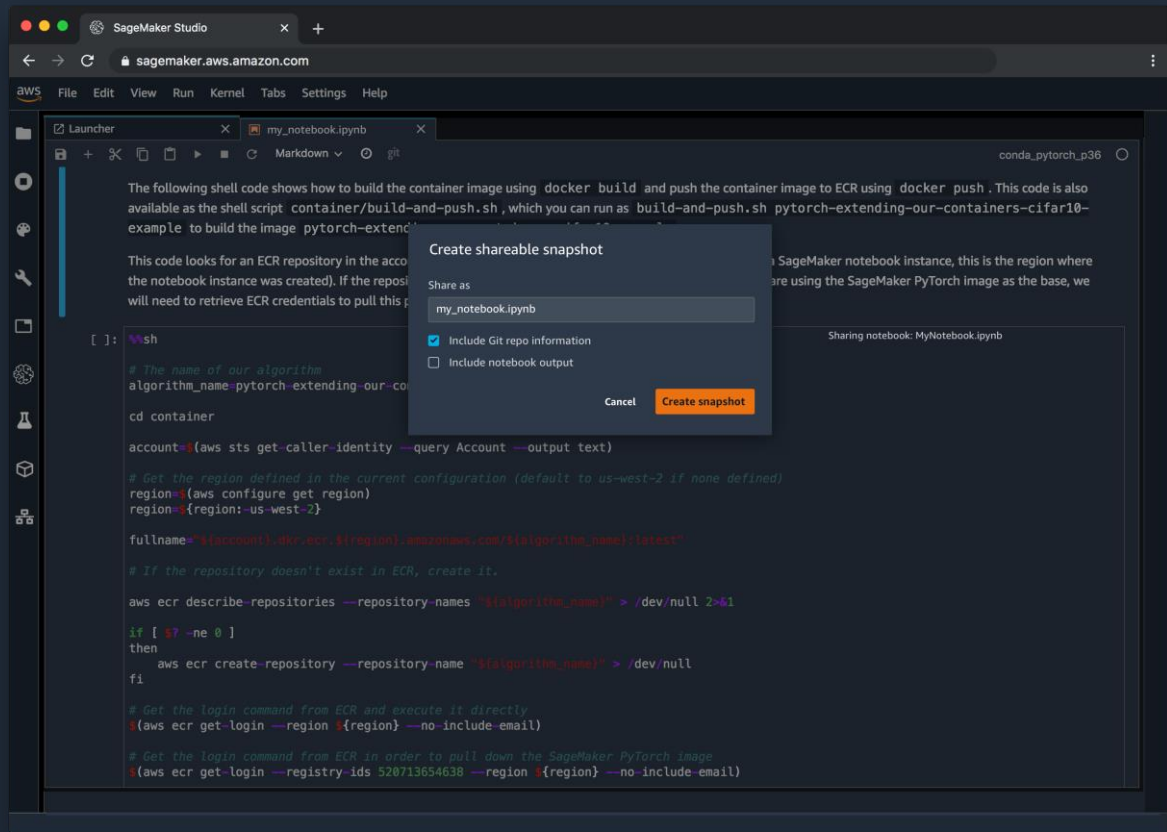 SageMaker Studio
sagemaker.aws.amazon.com
aws File Edit View Run Kernel Tabs Settings Help
Launcher my_notebook.ipynb
Markdown git conda_pytorch_p36
The following shell code shows how to build the container image using docker build and push the container image to ECR using docker push. This code is also
available as the shell script container/build-and-push.sh, which you can run as build-and-push.sh pytorch-extending-our-containers-cifar10-
example to build the image
This code looks for an ECR repository in the SageMaker notebook instance, this is the region where
the notebook instance was created). If the are using the SageMaker PyTorch image as the base, we
will need to retrieve ECR credentials to pull this
Create shareable snapshot
Share as
my_notebook.ipynb
Include Git repo information
Include notebook output
Cancel Create snapshot
Sharing notebook: MyNotebook.ipynb
[ ]: %%sh
# The name of our algorithm
algorithm_name=pytorch-extending-our-
cd container
account=$(aws sts get-caller-identity --query Account --output text)
# Get the region defined in the current configuration (default to us-west-2 if none defined)
region=$(aws configure get region)
region=${region:-us-west-2}
fullname="${account}.dkr.ecr.${region}.amazonaws.com/${algorithm_name}:latest"
# If the repository doesn't exist in ECR, create it.
aws ecr describe-repositories --repository-names "${algorithm_name}" > /dev/null 2>&1
if [ $? -ne 0 ]
then
aws ecr create-repository --repository-name "${algorithm_name}" > /dev/null
fi
# Get the login command from ECR and execute it directly
$(aws ecr get-login --region ${region} --no-include-email)
# Get the login command from ECR in order to pull down the SageMaker PyTorch image
$(aws ecr get-login --registry-ids 520713654638 --region ${region} --no-include-email)